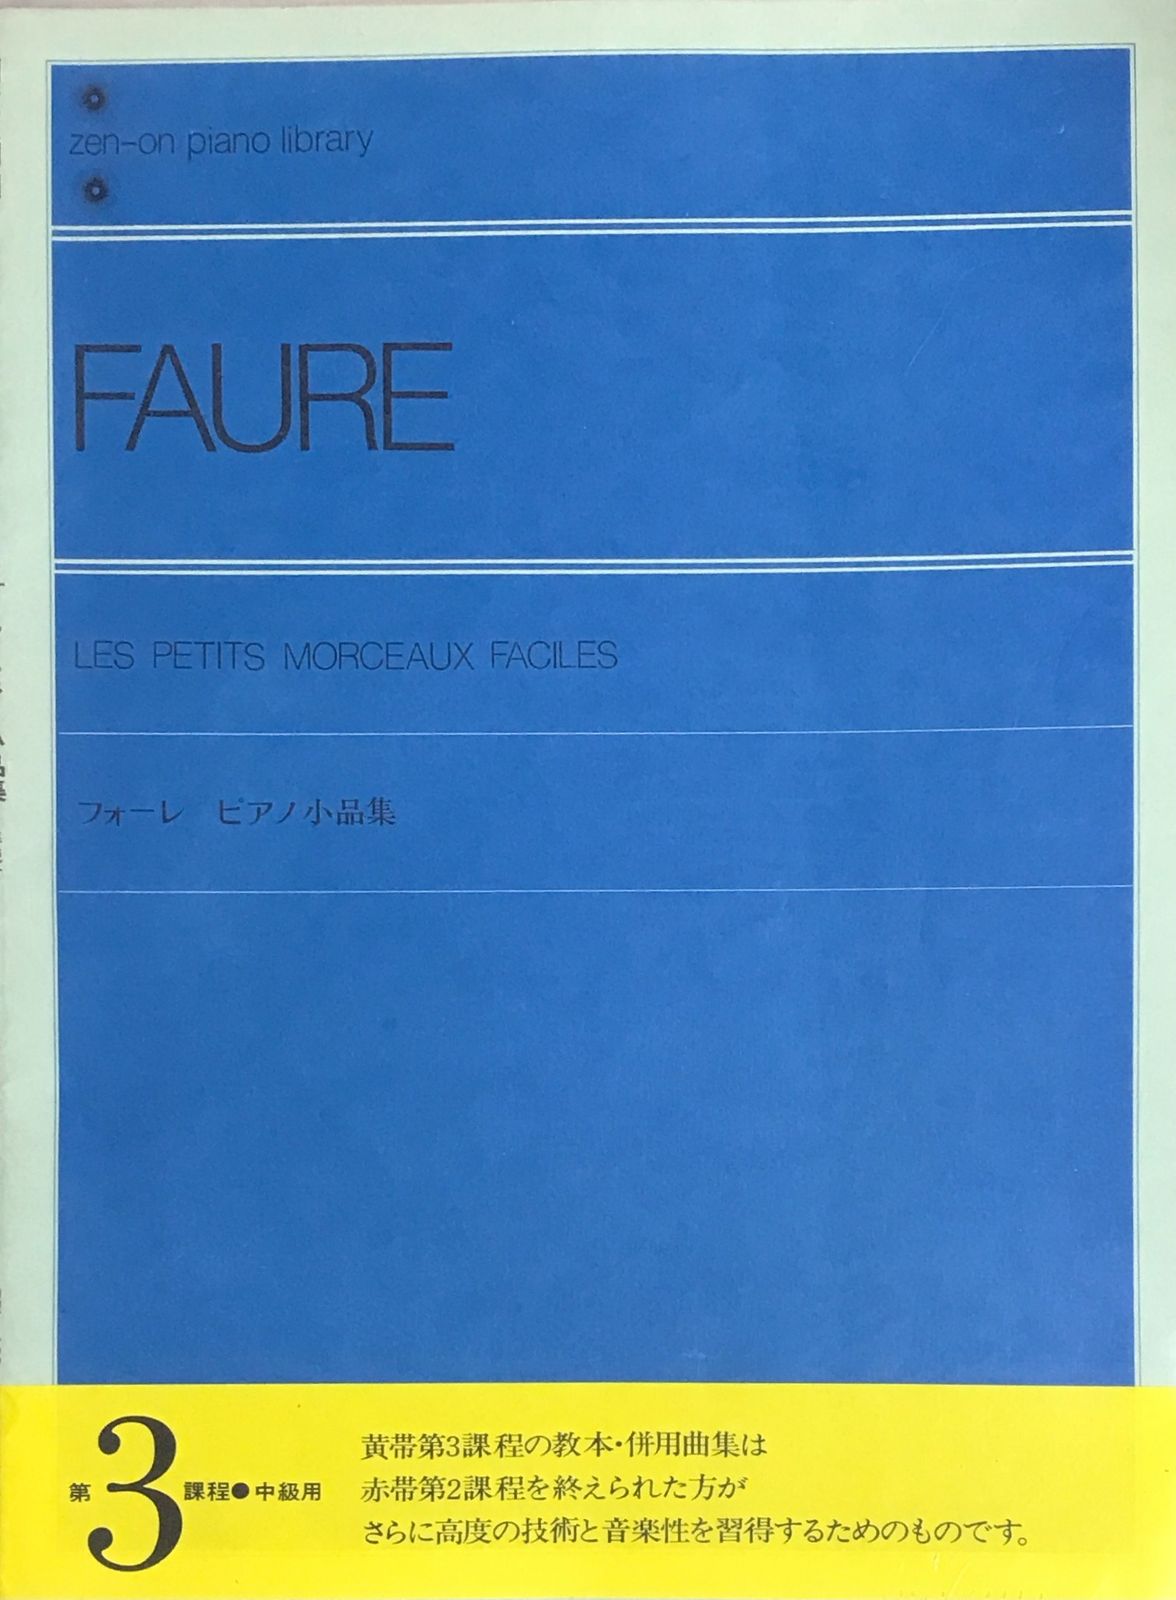 zen-on piano library
FAURE
LES PETITS MORCEAUX FACILES
フォーレ ピアノ小品集
第3課程●中級用
黄帯第3課程の教本・併用曲集は
赤帯第2課程を終えられた方が
さらに高度の技術と音楽性を習得するためのものです。